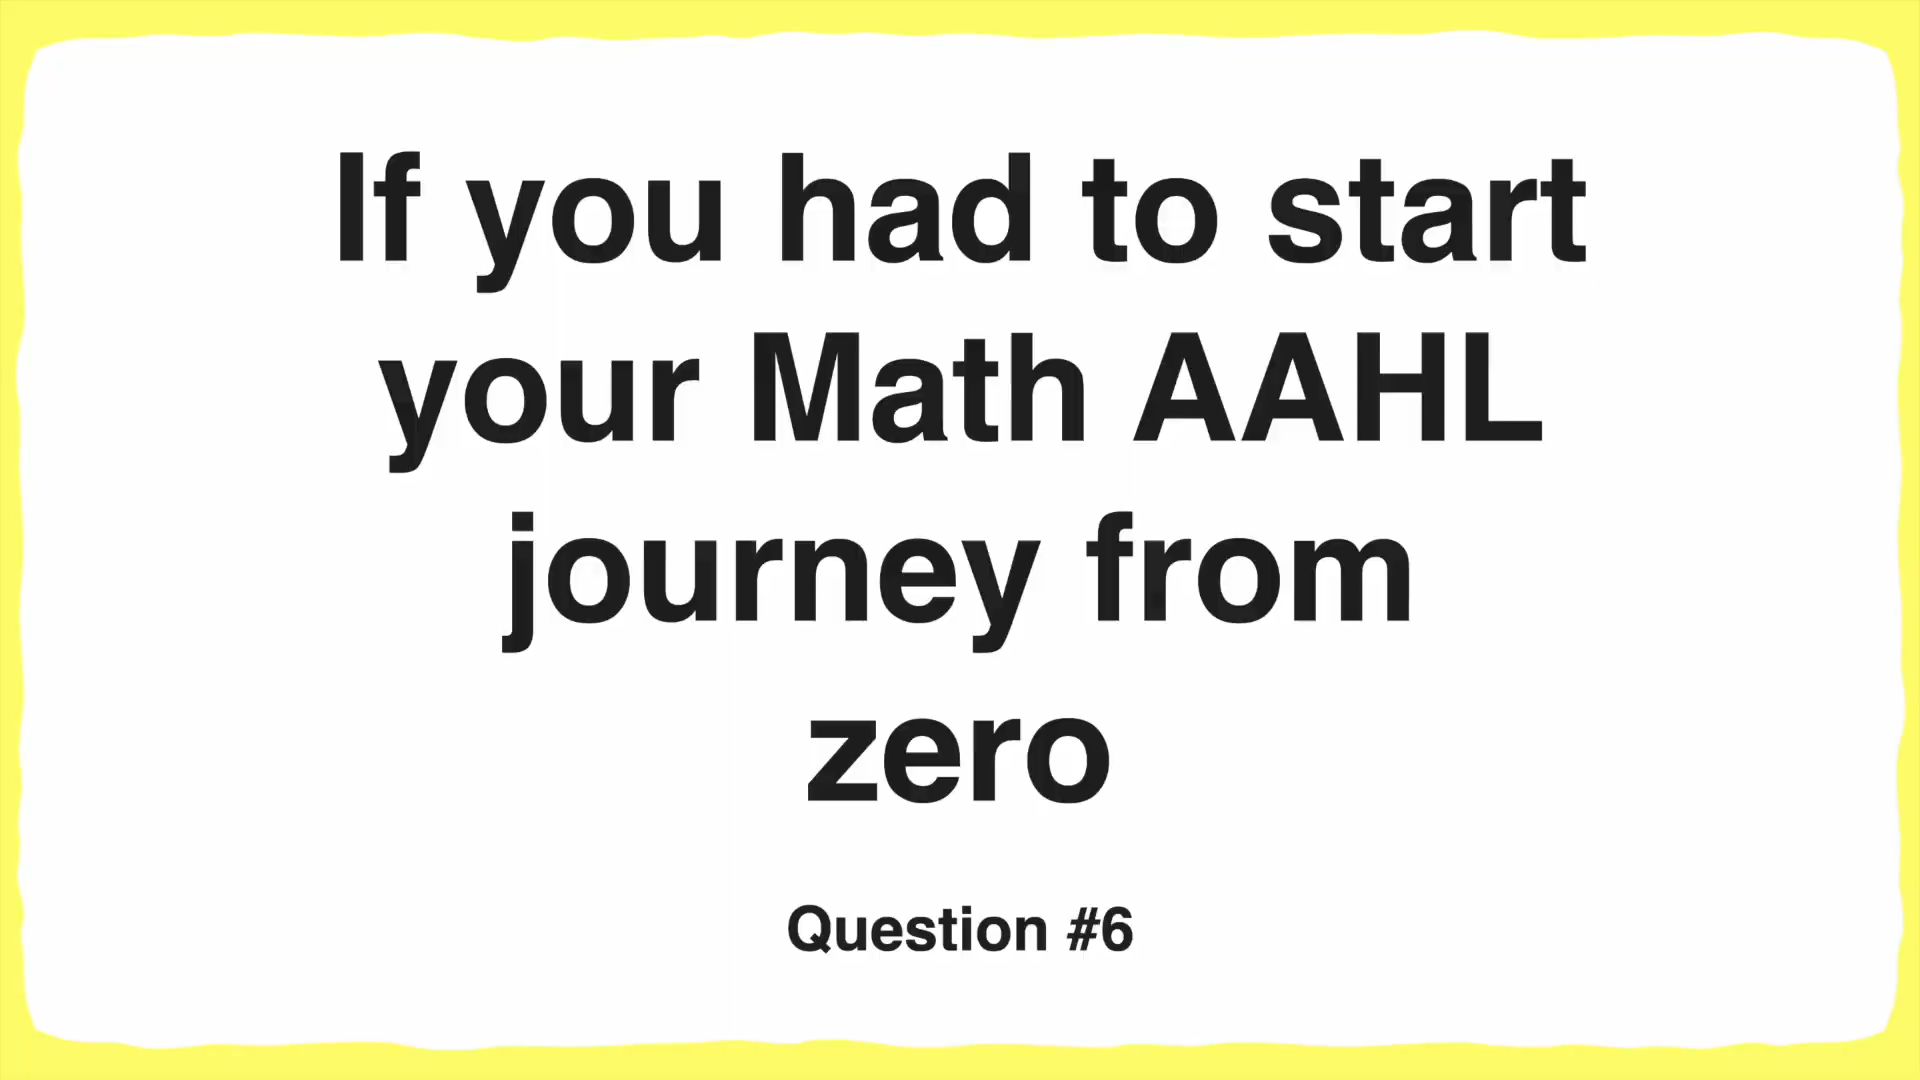 If you had to start
your Math AAHL
journey from
zero
Question #6